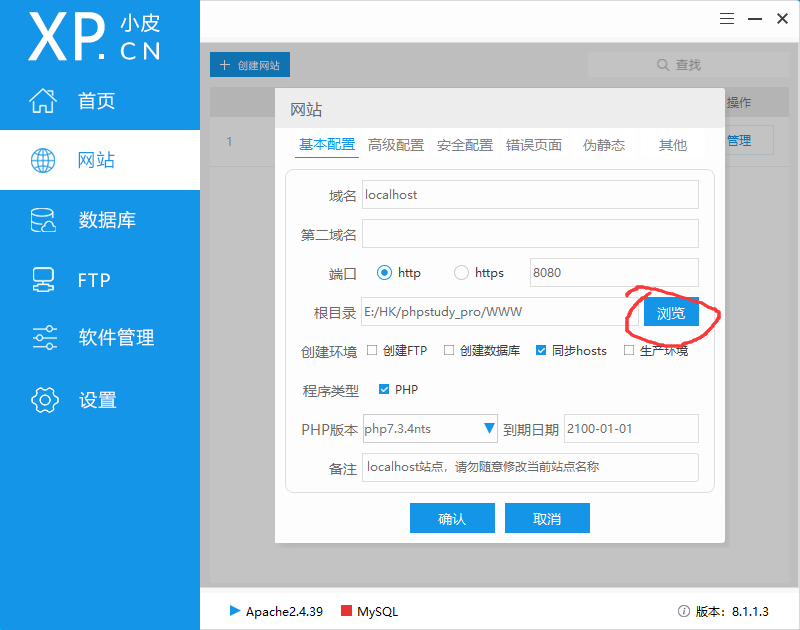 XP.小皮
CN
首页
网站
数据库
FTP
软件管理
设置
+ 创建网站
查找
操作
1
管理
网站
基本配置 高级配置 安全配置 错误页面 伪静态 其他
域名 localhost
第二域名
端口 http https 8080
根目录 E:/HK/phpstudy_pro/WWW 浏览
创建环境 创建FTP 创建数据库 同步hosts 生产环境
程序类型 PHP
PHP版本 php7.3.4nts 到期日期 2100-01-01
备注 localhost站点，请勿随意修改当前站点名称
确认 取消
Apache2.4.39 MySQL 版本：8.1.1.3